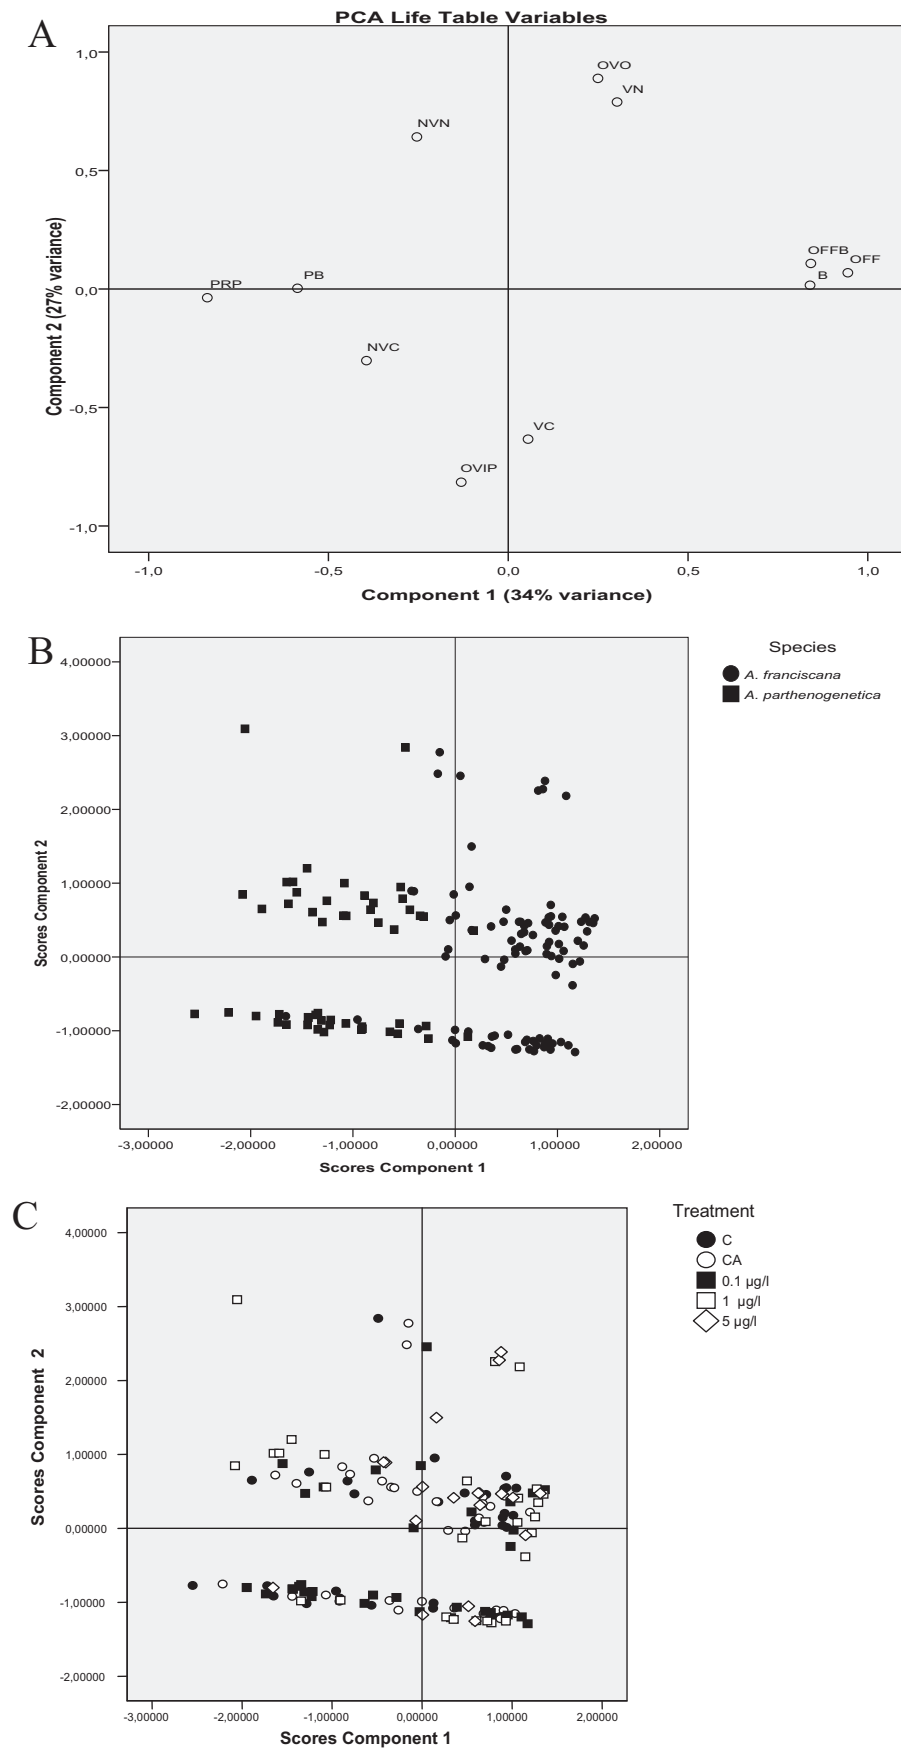 A
PCA Life Table Variables
1,0
0,5
0,0
-0,5
-1,0
Component 2 (27% variance)
OVO
VN
NVN
OFFB
OFF
B
PB
PRP
NVC
VC
OVIP
-1,0 -0,5 0,0 0,5 1,0
Component 1 (34% variance)
B
4,00000
3,00000
2,00000
1,00000
0,00000
-1,00000
-2,00000
Scores Component 2
-3,00000 -2,00000 -1,00000 0,00000 1,00000 2,00000
Scores Component 1
Species
A. franciscana
A. parthenogenetica
C
4,00000
3,00000
2,00000
1,00000
0,00000
-1,00000
-2,00000
Scores Component 2
-3,00000 -2,00000 -1,00000 0,00000 1,00000 2,00000
Scores Component 1
Treatment
C
CA
0.1 µg/l
1 µg/l
5 µg/l